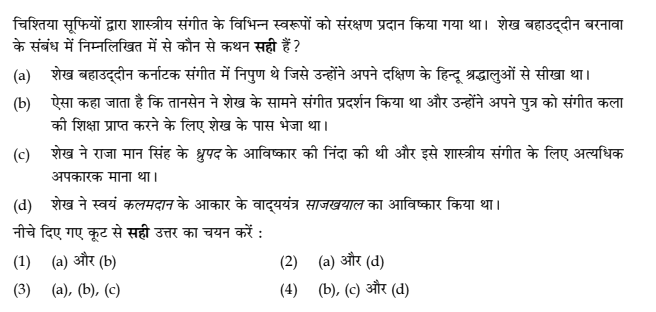 चिश्तिया सूफियों द्वारा शास्त्रीय संगीत के विभिन्न स्वरूपों को संरक्षण प्रदान किया गया था। शेख बहाउद्दीन बरनावा
के संबंध में निम्नलिखित में से कौन से कथन सही हैं?
(a) शेख बहाउद्दीन कर्नाटक संगीत में निपुण थे जिसे उन्होंने अपने दक्षिण के हिन्दू श्रद्धालुओं से सीखा था।
(b) ऐसा कहा जाता है कि तानसेन ने शेख के सामने संगीत प्रदर्शन किया था और उन्होंने अपने पुत्र को संगीत कला
की शिक्षा प्राप्त करने के लिए शेख के पास भेजा था।
(c) शेख ने राजा मान सिंह के ध्रुपद के आविष्कार की निंदा की थी और इसे शास्त्रीय संगीत के लिए अत्यधिक
अपकारक माना था।
(d) शेख ने स्वयं कलमदान के आकार के वाद्ययंत्र साजखयाल का आविष्कार किया था।
नीचे दिए गए कूट से सही उत्तर का चयन करें :
(1) (a) और (b) (2) (a) और (d)
(3) (a), (b), (c) (4) (b), (c) और (d)